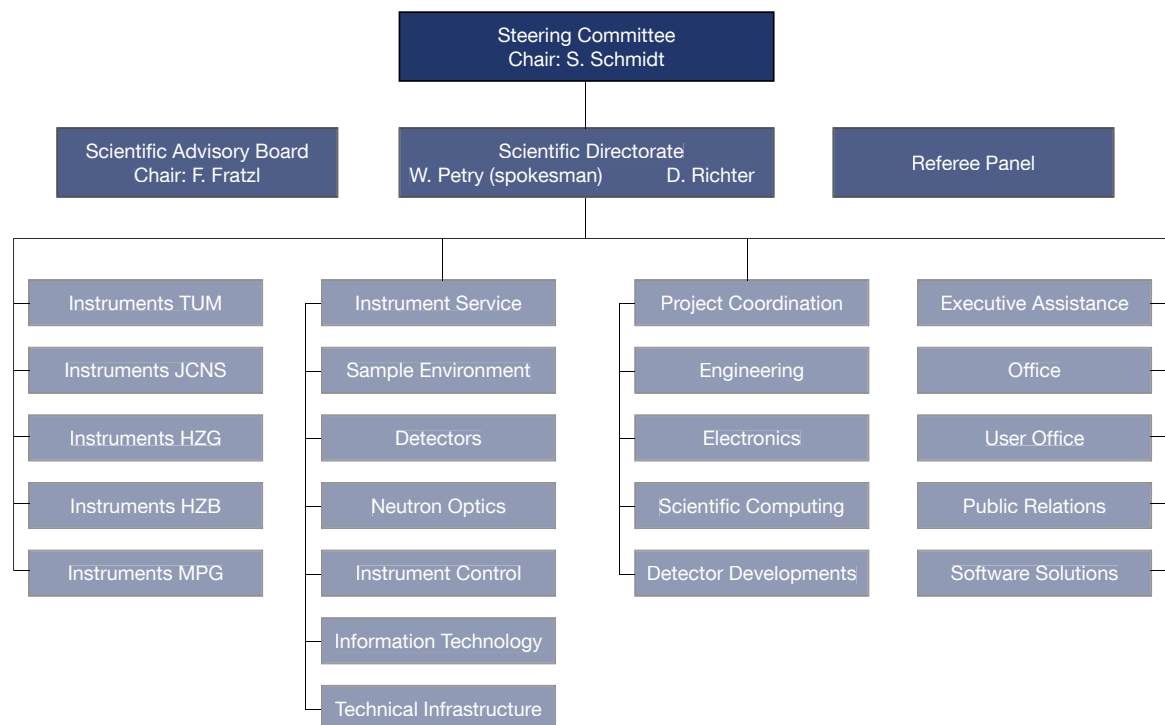 Steering Committee
Chair: S. Schmidt
Scientific Advisory Board
Chair: F. Fratzl
Scientific Directorate
W. Petry (spokesman) D. Richter
Referee Panel
Instruments TUM
Instruments JCNS
Instruments HZG
Instruments HZB
Instruments MPG
Instrument Service
Sample Environment
Detectors
Neutron Optics
Instrument Control
Information Technology
Technical Infrastructure
Project Coordination
Engineering
Electronics
Scientific Computing
Detector Developments
Executive Assistance
Office
User Office
Public Relations
Software Solutions